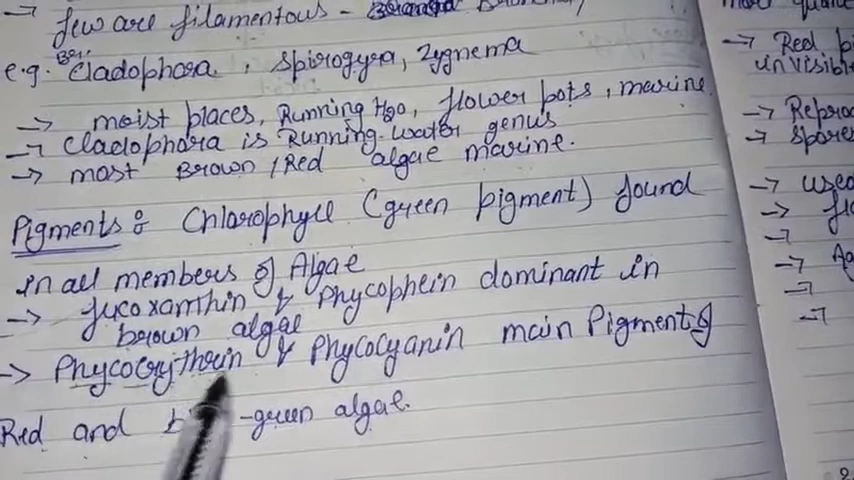 → few are filamentous -
e.g. Cladophora, Spirogyra, Zygnema
→ moist places, Running H2o, flower pots, marine
→ Cladophora is Running water genus
→ most Brown / Red algae marine.
Pigments : Chlorophyll (green pigment) found
in all members of Algae
→ fucoxanthin & Phycophein dominant in
brown algae
→ Phycoerythrin & Phycocyanin main Pigment of
Red and -green algae.
→ Red
invisib
→ Repro
→ spores
→ used
→
→
→
→
→